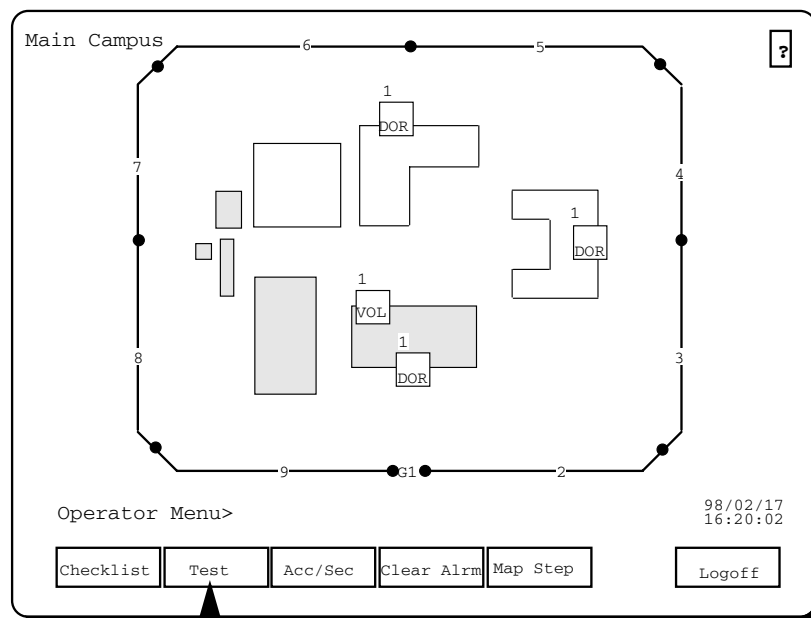 Main Campus
6
5
?
1
DOR
7
4
1
DOR
1
VOL
1
DOR
8
3
9
G1
2
Operator Menu>
98/02/17
16:20:02
Checklist
Test
Acc/Sec
Clear Alrm
Map Step
Logoff